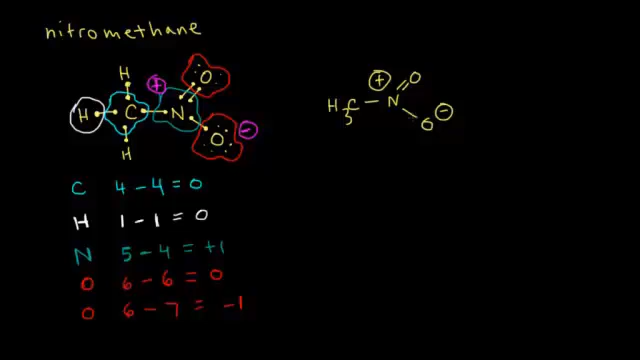 nitromethane
H
H C N O
O
H
+
-
H3C N O
O
+
-
C 4 - 4 = 0
H 1 - 1 = 0
N 5 - 4 = +1
O 6 - 6 = 0
O 6 - 7 = -1